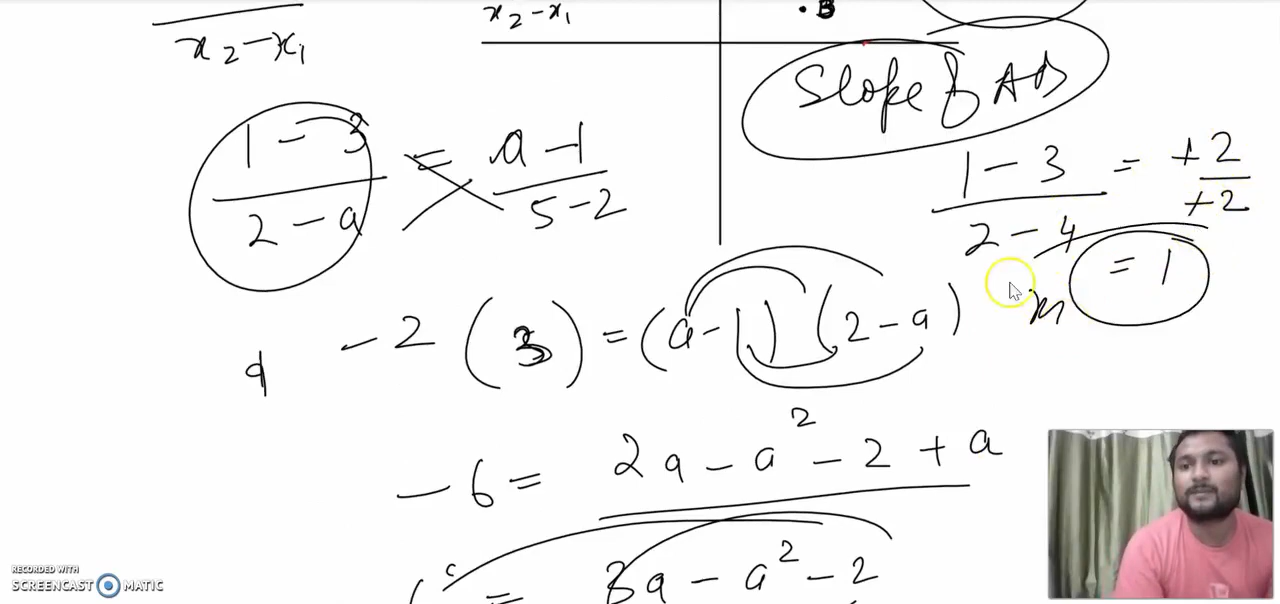 x₂-x₁
x₂-x₁
• B
Slope of AB
1 - 3 / 2 - a = a - 1 / 5 - 2
1 - 3 / 2 - 4 = +2 / +2
= 1
m
- 2 ( 3 ) = (a - 1) (2 - a)
- 6 = 2a - a² - 2 + a
= 3a - a² - 2
RECORDED WITH
SCREENCAST MATIC